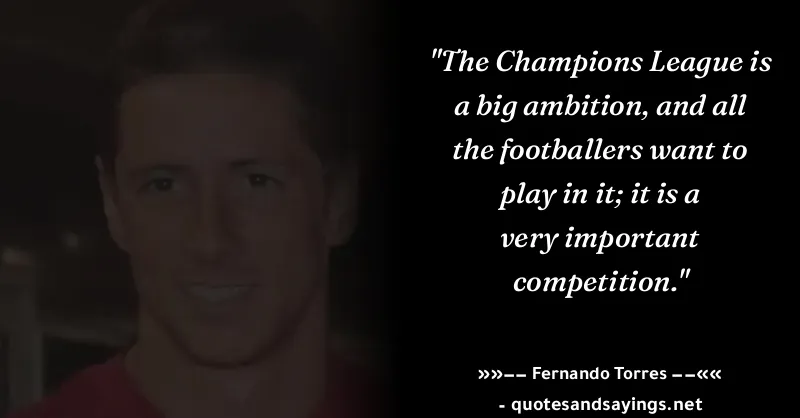 "The Champions League is
a big ambition, and all
the footballers want to
play in it; it is a
very important
competition."
»»−− Fernando Torres −−««
- quotesandsayings.net